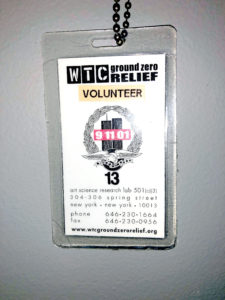 WTC ground zero
RELIEF
VOLUNTEER
9 11 01
13
art science research lab 501(c)(3)
304-306 spring street
new york • new york • 10013
phone 646-230-1664
fax 646-230-0956
www.wtcgroundzerorelief.org